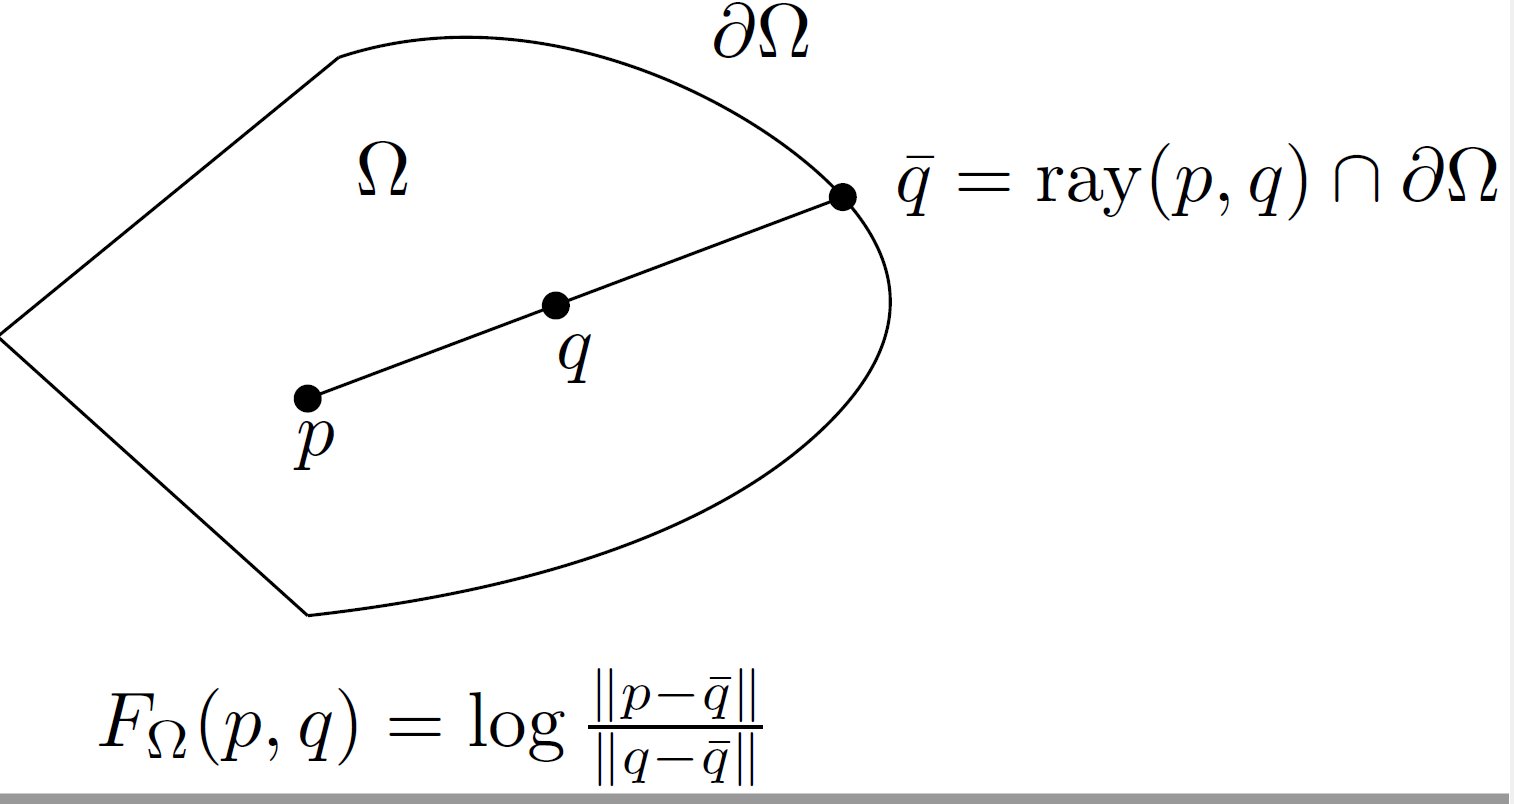 ∂Ω
Ω
q̄ = ray(p, q) ∩ ∂Ω
q
p
F_Ω(p, q) = log ‖p−q̄‖ / ‖q−q̄‖